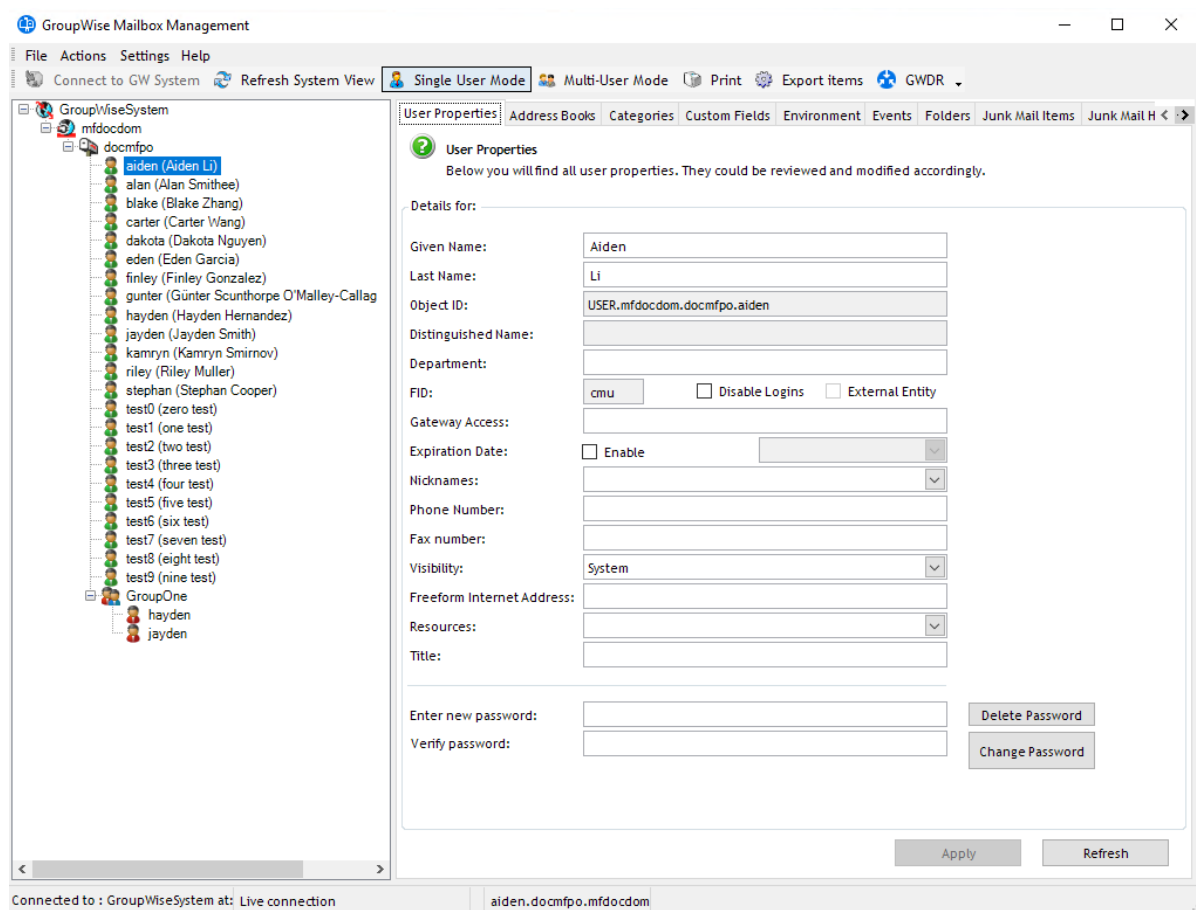 GroupWise Mailbox Management
File Actions Settings Help
Connect to GW System Refresh System View Single User Mode Multi-User Mode Print Export items GWDR
GroupWiseSystem
mfdocdom
docmfpo
aiden (Aiden Li)
alan (Alan Smithee)
blake (Blake Zhang)
carter (Carter Wang)
dakota (Dakota Nguyen)
eden (Eden Garcia)
finley (Finley Gonzalez)
gunter (Günter Scunthorpe O'Malley-Callag
hayden (Hayden Hernandez)
jayden (Jayden Smith)
kamryn (Kamryn Smirnov)
riley (Riley Muller)
stephan (Stephan Cooper)
test0 (zero test)
test1 (one test)
test2 (two test)
test3 (three test)
test4 (four test)
test5 (five test)
test6 (six test)
test7 (seven test)
test8 (eight test)
test9 (nine test)
GroupOne
hayden
jayden
User Properties Address Books Categories Custom Fields Environment Events Folders Junk Mail Items Junk Mail H
User Properties
Below you will find all user properties. They could be reviewed and modified accordingly.
Details for:
Given Name: Aiden
Last Name: Li
Object ID: USER.mfdocdom.docmfpo.aiden
Distinguished Name:
Department:
FID: cmu Disable Logins External Entity
Gateway Access:
Expiration Date: Enable
Nicknames:
Phone Number:
Fax number:
Visibility: System
Freeform Internet Address:
Resources:
Title:
Enter new password: Delete Password
Verify password: Change Password
Apply Refresh
Connected to : GroupWiseSystem at: Live connection aiden.docmfpo.mfdocdom